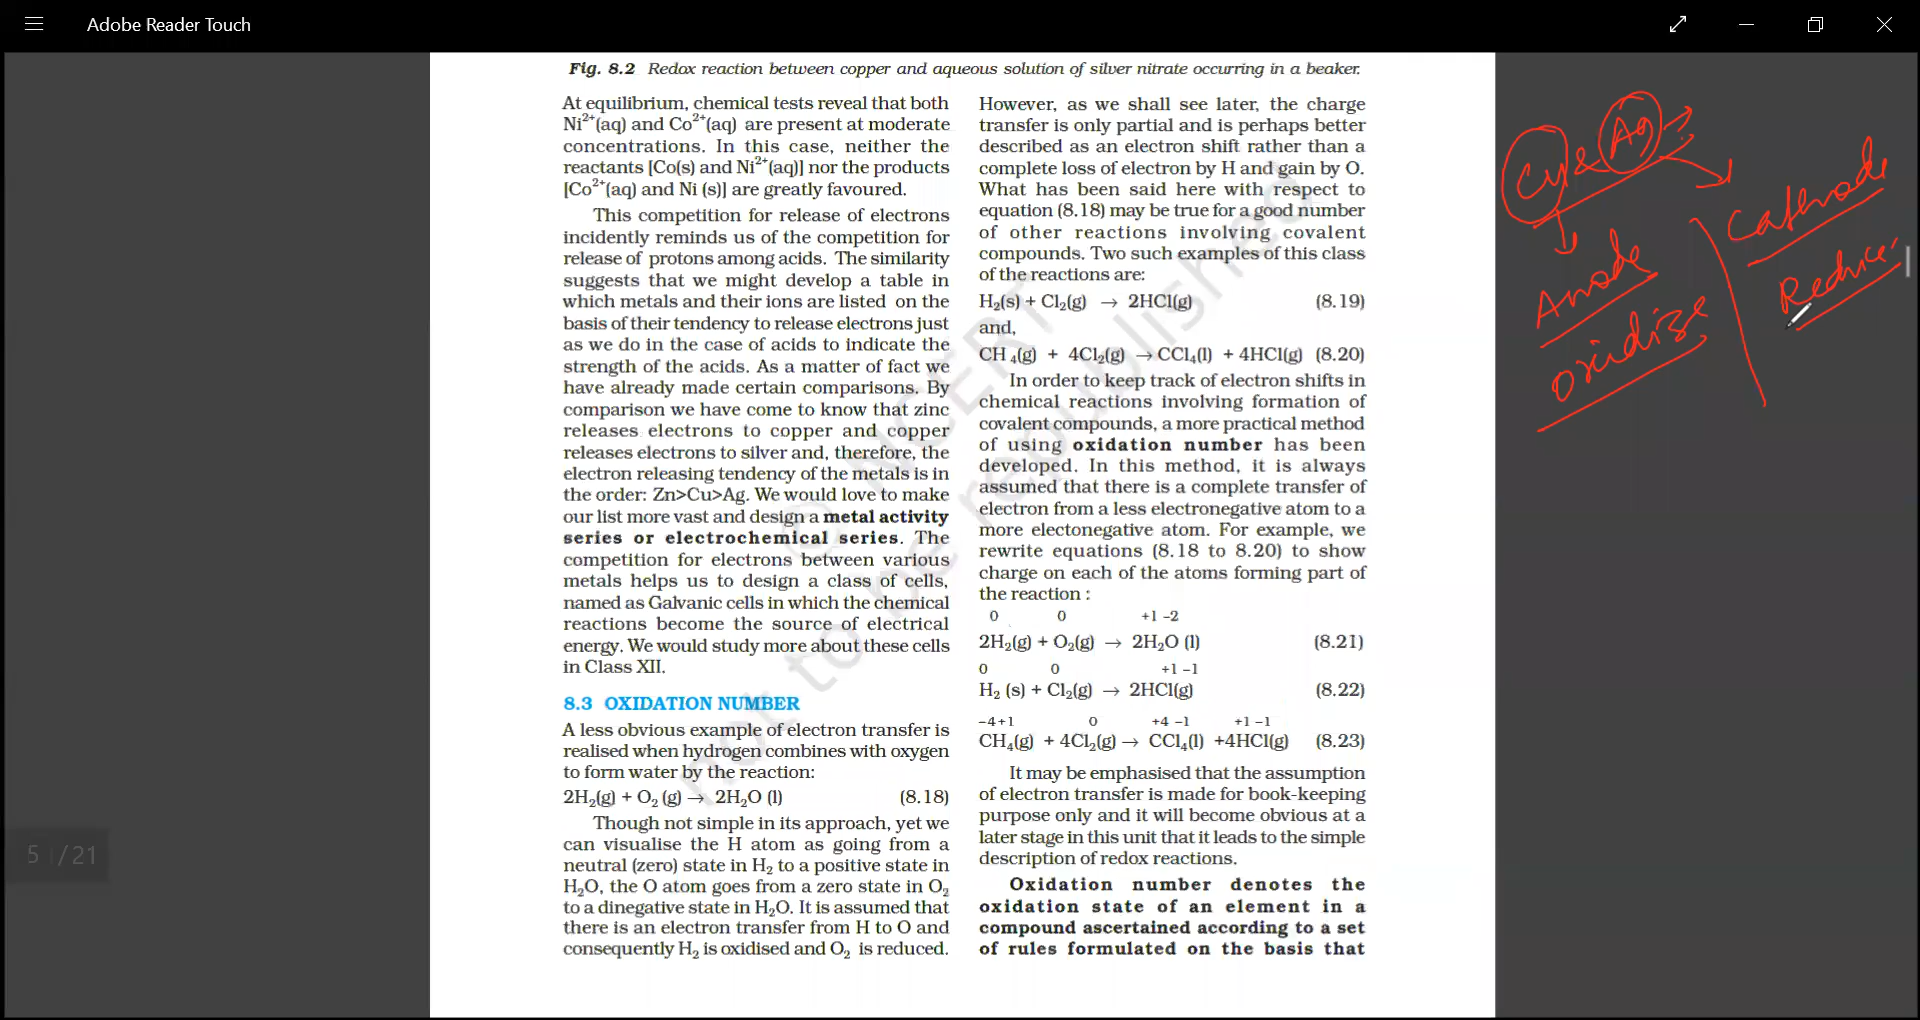 Adobe Reader Touch
Fig. 8.2 Redox reaction between copper and aqueous solution of silver nitrate occurring in a beaker.
At equilibrium, chemical tests reveal that both
Ni²⁺(aq) and Co²⁺(aq) are present at moderate
concentrations. In this case, neither the
reactants [Co(s) and Ni²⁺(aq)] nor the products
[Co²⁺(aq) and Ni (s)] are greatly favoured.
This competition for release of electrons
incidently reminds us of the competition for
release of protons among acids. The similarity
suggests that we might develop a table in
which metals and their ions are listed on the
basis of their tendency to release electrons just
as we do in the case of acids to indicate the
strength of the acids. As a matter of fact we
have already made certain comparisons. By
comparison we have come to know that zinc
releases electrons to copper and copper
releases electrons to silver and, therefore, the
electron releasing tendency of the metals is in
the order: Zn>Cu>Ag. We would love to make
our list more vast and design a metal activity
series or electrochemical series. The
competition for electrons between various
metals helps us to design a class of cells,
named as Galvanic cells in which the chemical
reactions become the source of electrical
energy. We would study more about these cells
in Class XII.
8.3 OXIDATION NUMBER
A less obvious example of electron transfer is
realised when hydrogen combines with oxygen
to form water by the reaction:
2H₂(g) + O₂ (g) → 2H₂O (l) (8.18)
Though not simple in its approach, yet we
can visualise the H atom as going from a
neutral (zero) state in H₂ to a positive state in
H₂O, the O atom goes from a zero state in O₂
to a dinegative state in H₂O. It is assumed that
there is an electron transfer from H to O and
consequently H₂ is oxidised and O₂ is reduced.
However, as we shall see later, the charge
transfer is only partial and is perhaps better
described as an electron shift rather than a
complete loss of electron by H and gain by O.
What has been said here with respect to
equation (8.18) may be true for a good number
of other reactions involving covalent
compounds. Two such examples of this class
of the reactions are:
H₂(s) + Cl₂(g) → 2HCl(g) (8.19)
and,
CH₄(g) + 4Cl₂(g) → CCl₄(l) + 4HCl(g) (8.20)
In order to keep track of electron shifts in
chemical reactions involving formation of
covalent compounds, a more practical method
of using oxidation number has been
developed. In this method, it is always
assumed that there is a complete transfer of
electron from a less electronegative atom to a
more electonegative atom. For example, we
rewrite equations (8.18 to 8.20) to show
charge on each of the atoms forming part of
the reaction :
0 0 +1 –2
2H₂(g) + O₂(g) → 2H₂O (l) (8.21)
0 0 +1 –1
H₂ (s) + Cl₂(g) → 2HCl(g) (8.22)
–4+1 0 +4 –1 +1 –1
CH₄(g) + 4Cl₂(g) → CCl₄(l) +4HCl(g) (8.23)
It may be emphasised that the assumption
of electron transfer is made for book-keeping
purpose only and it will become obvious at a
later stage in this unit that it leads to the simple
description of redox reactions.
Oxidation number denotes the
oxidation state of an element in a
compound ascertained according to a set
of rules formulated on the basis that
© NCERT
not to be republished
Cu & Ag
Cathode
Reduce
Anode
Oxidize
5 / 21